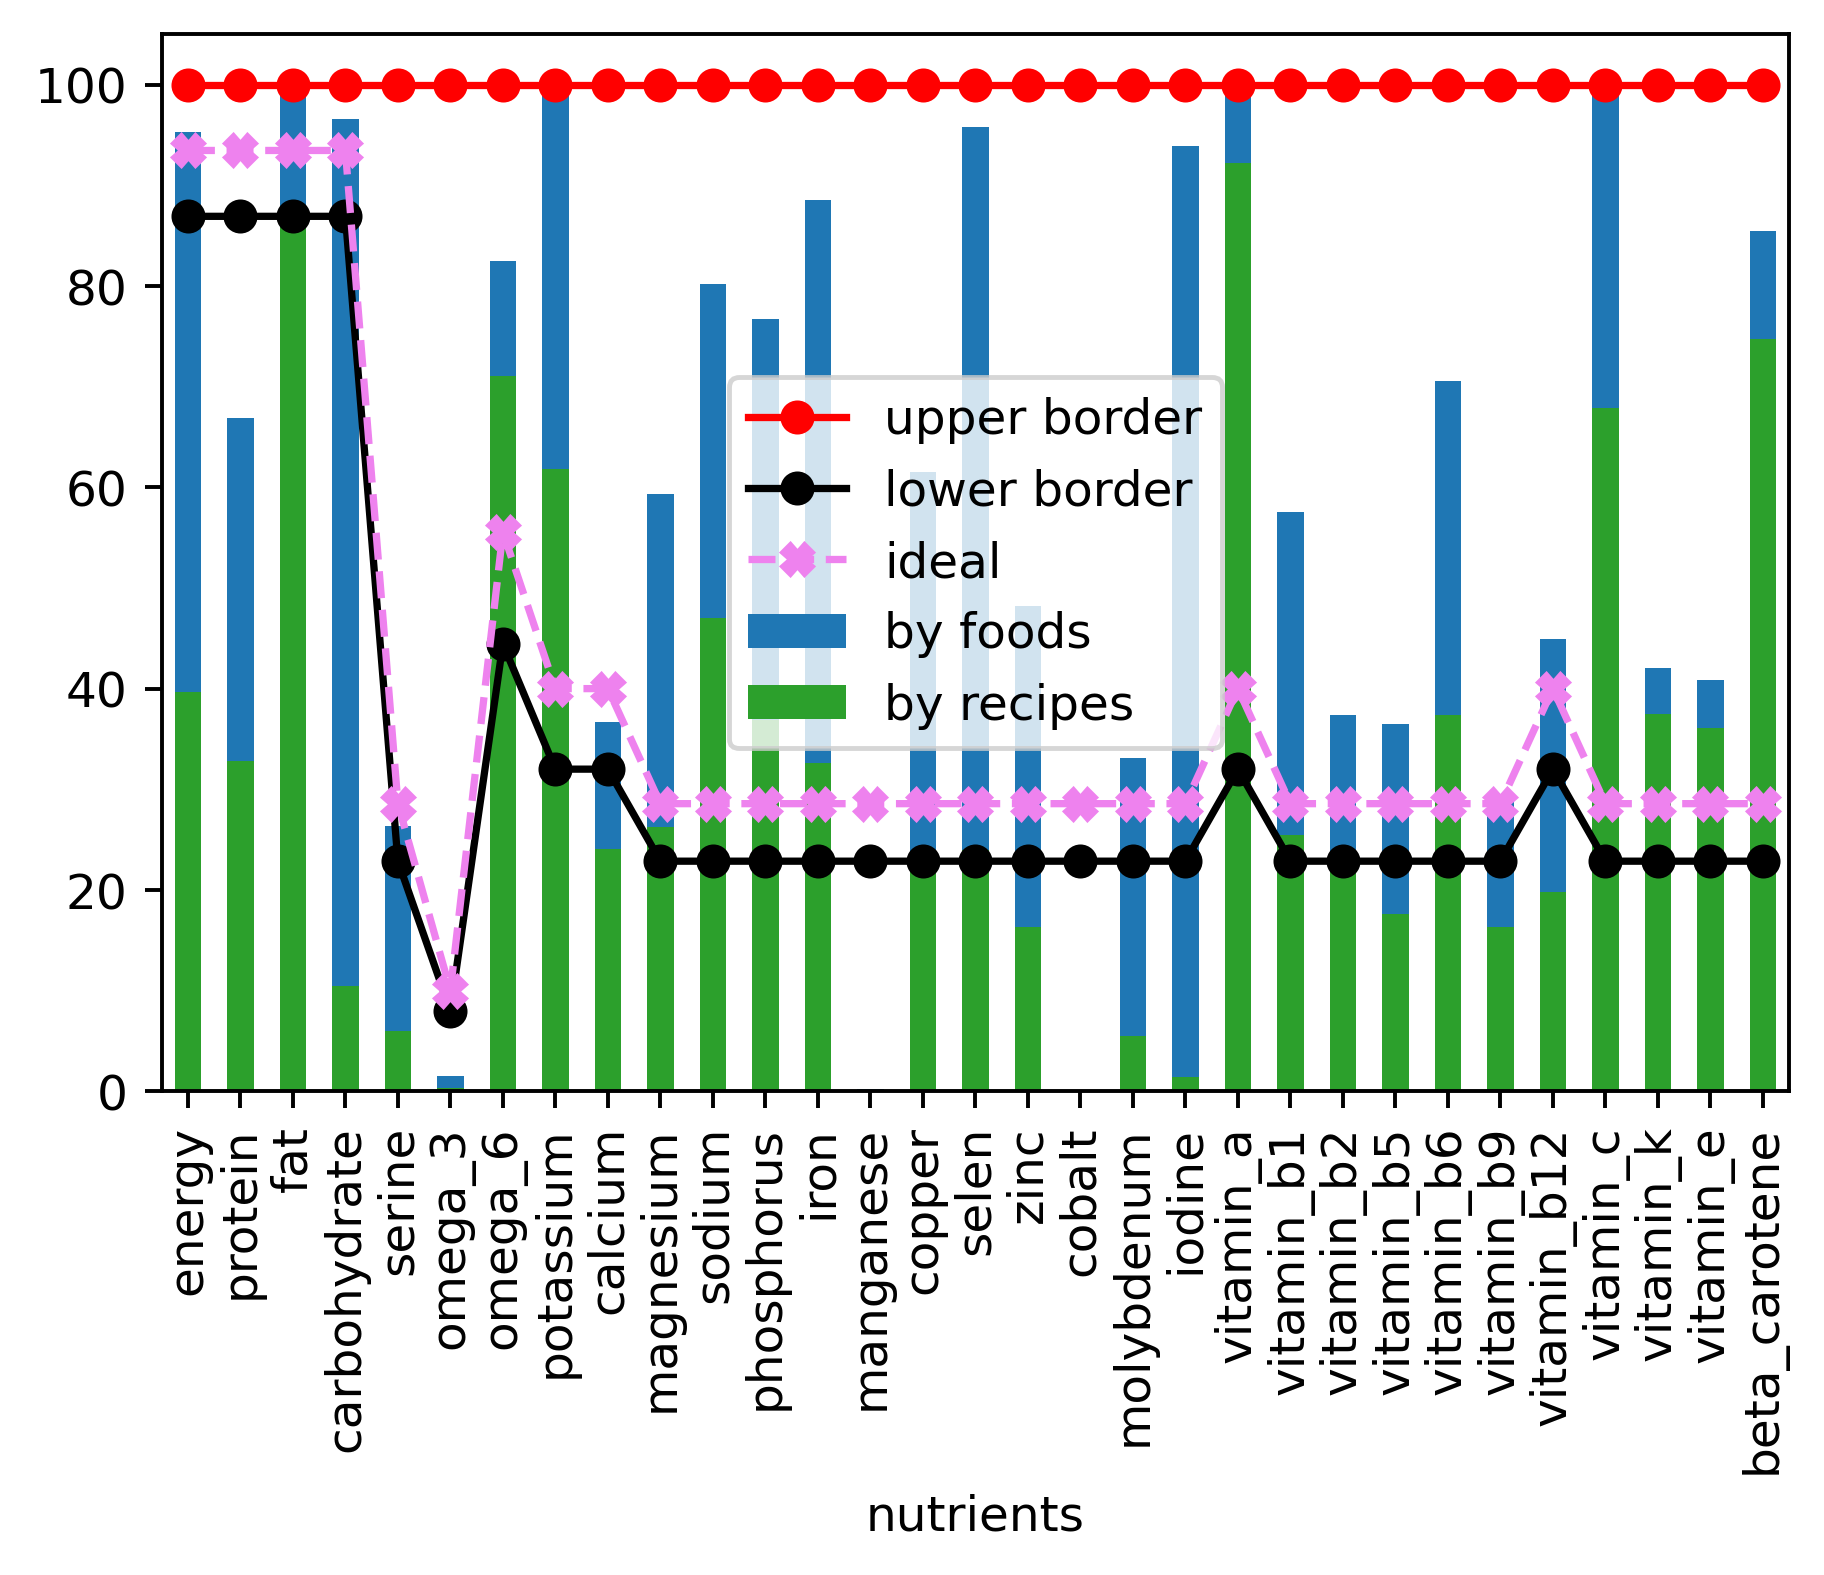 100
80
60
40
20
0
upper border
lower border
ideal
by foods
by recipes
energy
protein
fat
carbohydrate
serine
omega_3
omega_6
potassium
calcium
magnesium
sodium
phosphorus
iron
manganese
copper
selen
zinc
cobalt
molybdenum
iodine
vitamin_a
vitamin_b1
vitamin_b2
vitamin_b5
vitamin_b6
vitamin_b9
vitamin_b12
vitamin_c
vitamin_k
vitamin_e
beta_carotene
nutrients